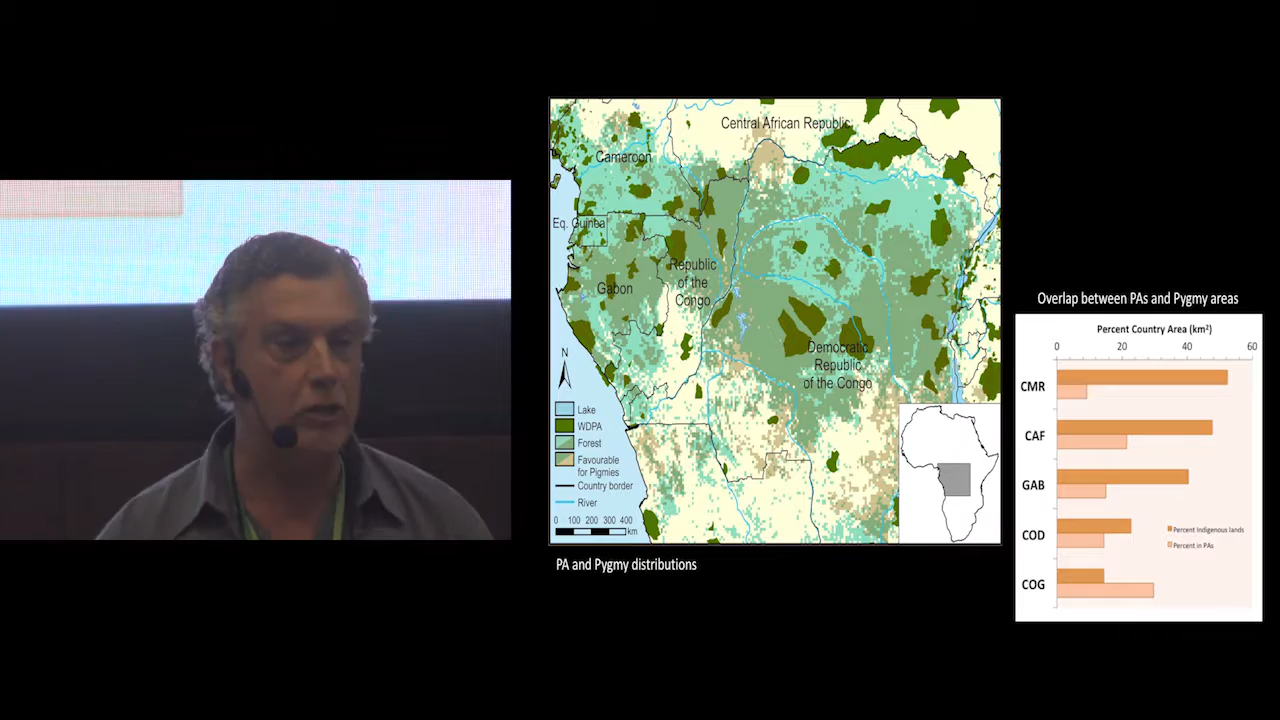 Central African Republic
Cameroon
Eq. Guinea
Republic
of the
Congo
Gabon
Democratic
Republic
of the Congo
N
Lake
WDPA
Forest
Favourable
for Pigmies
Country border
River
0 100 200 300 400
km
PA and Pygmy distributions
Overlap between PAs and Pygmy areas
Percent Country Area (km²)
0 20 40 60
CMR
CAF
GAB
COD
COG
Percent Indigenous lands
Percent in PAs